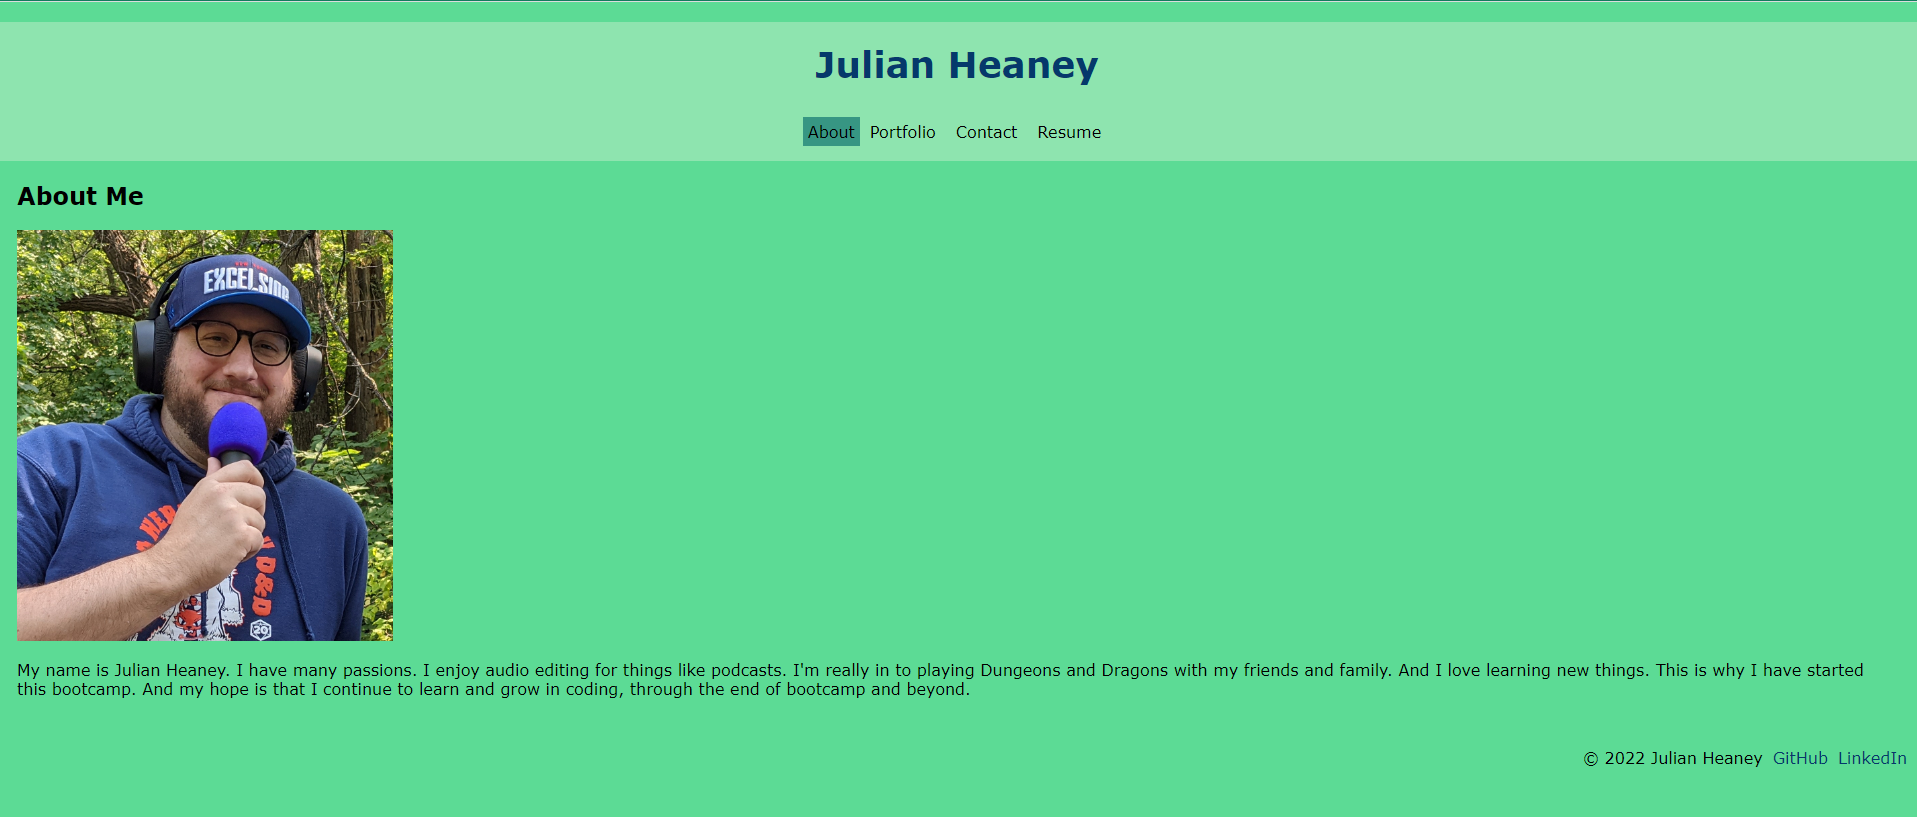 Julian Heaney
About Portfolio Contact Resume
About Me
EXCELSIOR
D&D
20
My name is Julian Heaney. I have many passions. I enjoy audio editing for things like podcasts. I'm really in to playing Dungeons and Dragons with my friends and family. And I love learning new things. This is why I have started
this bootcamp. And my hope is that I continue to learn and grow in coding, through the end of bootcamp and beyond.
© 2022 Julian Heaney GitHub LinkedIn